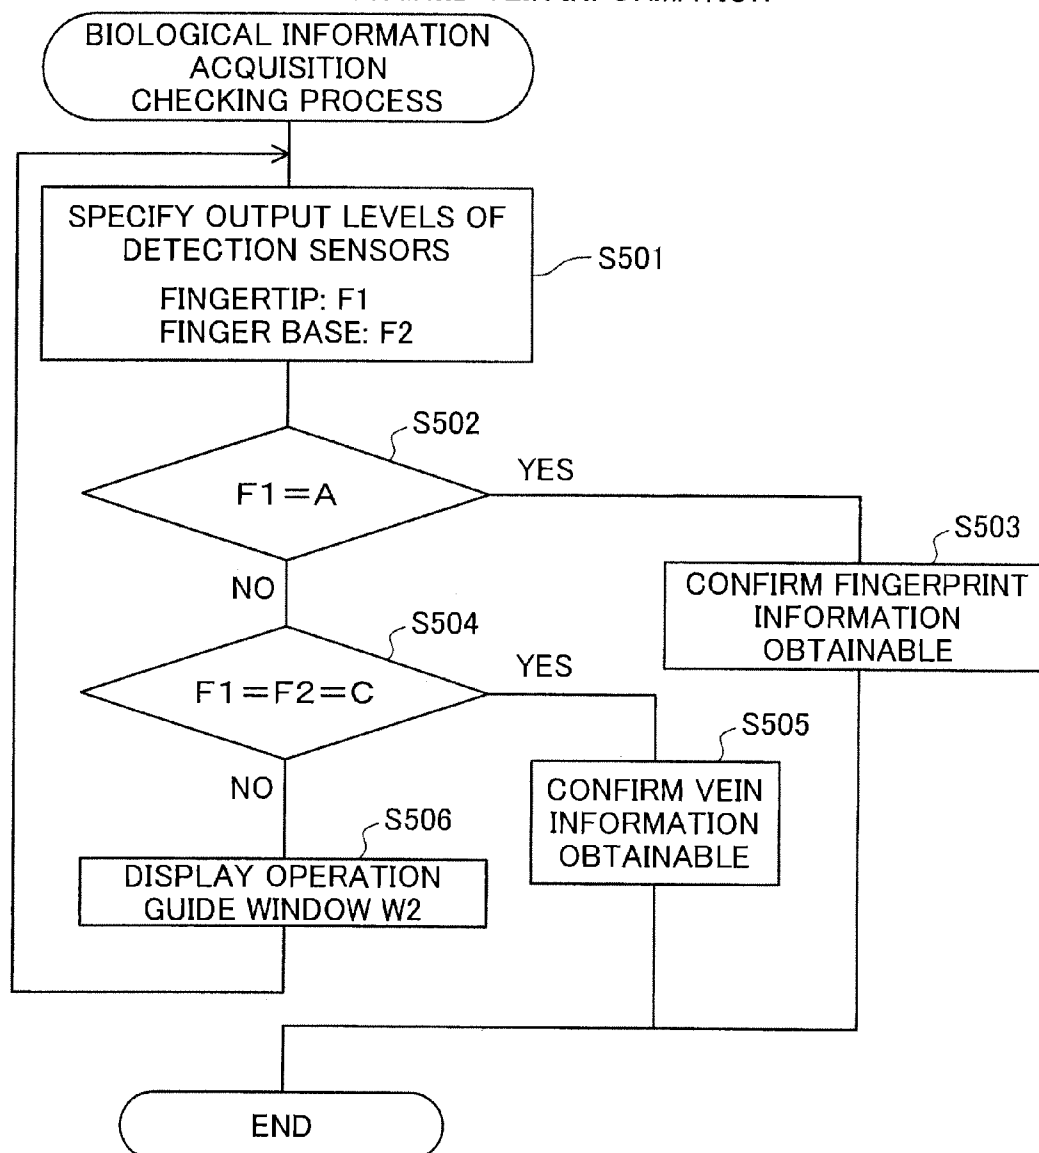 BIOLOGICAL INFORMATION
ACQUISITION
CHECKING PROCESS
SPECIFY OUTPUT LEVELS OF
DETECTION SENSORS
FINGERTIP: F1
FINGER BASE: F2
S501
S502
F1=A
YES
NO
S503
CONFIRM FINGERPRINT
INFORMATION
OBTAINABLE
S504
F1=F2=C
YES
NO
S505
CONFIRM VEIN
INFORMATION
OBTAINABLE
S506
DISPLAY OPERATION
GUIDE WINDOW W2
END